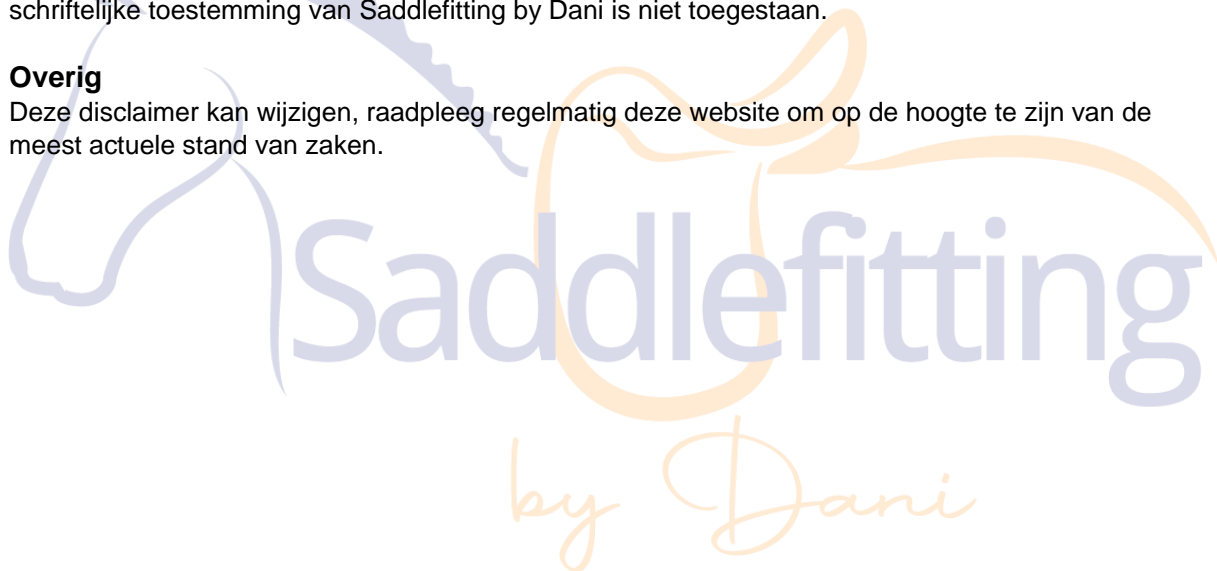 schriftelijke toestemming van Saddlefitting by Dani is niet toegestaan.
Overig
Deze disclaimer kan wijzigen, raadpleeg regelmatig deze website om op de hoogte te zijn van de
meest actuele stand van zaken.
Saddlefitting
by Dani